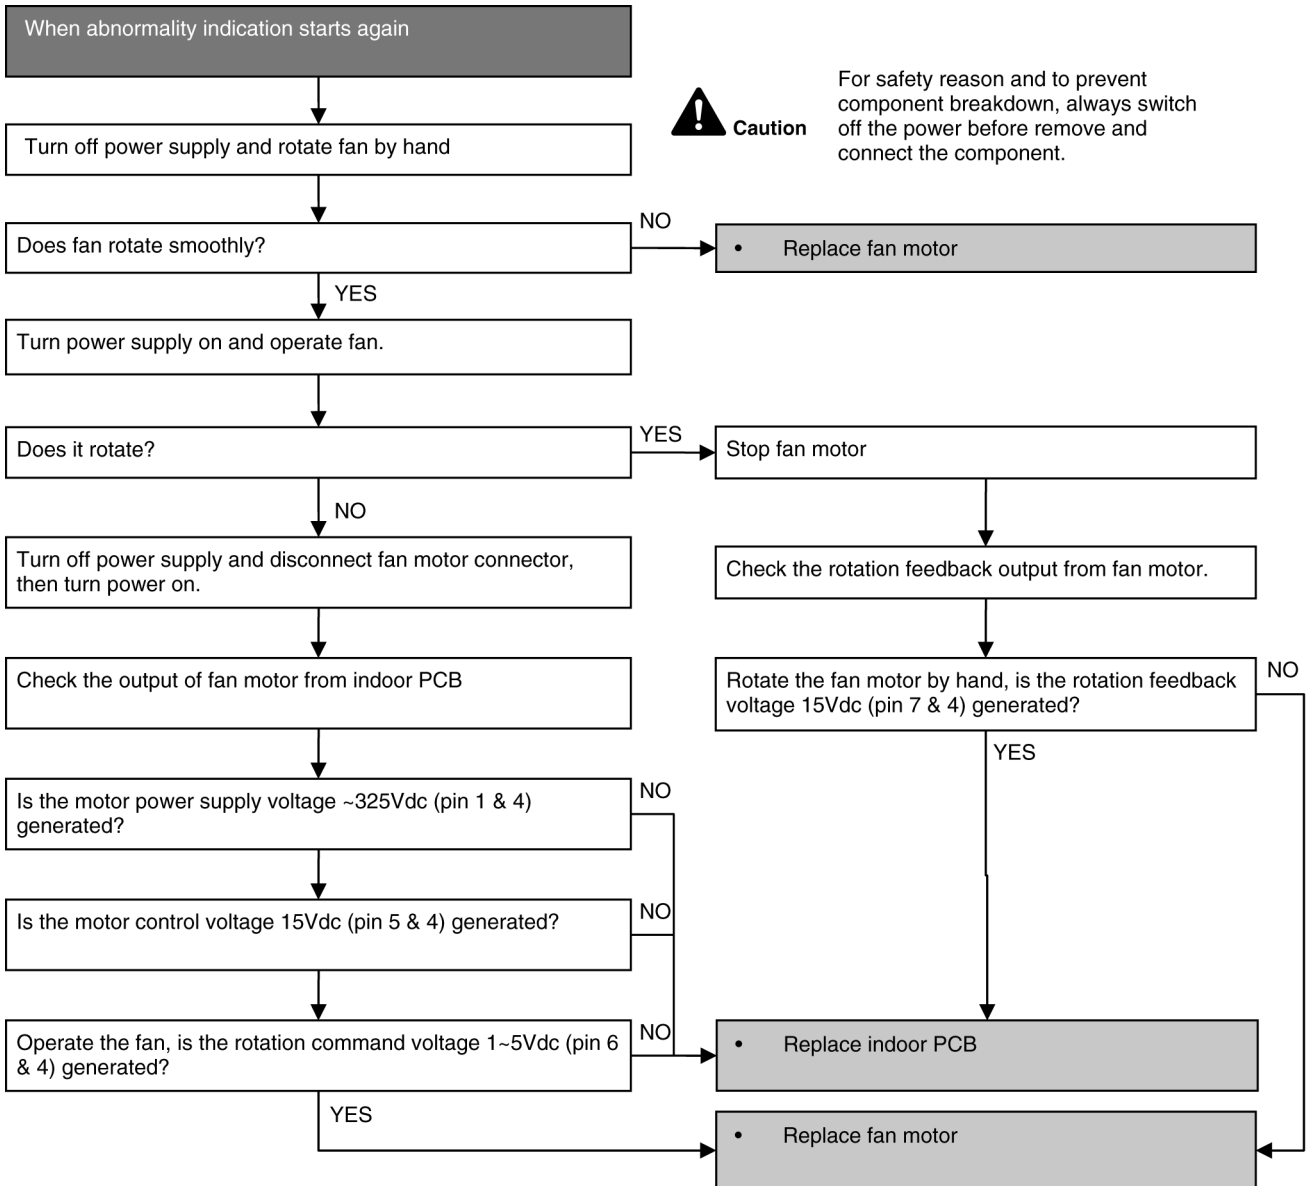 When abnormality indication starts again
For safety reason and to prevent
component breakdown, always switch
off the power before remove and
connect the component.
Caution
Turn off power supply and rotate fan by hand
Does fan rotate smoothly?
NO
• Replace fan motor
YES
Turn power supply on and operate fan.
Does it rotate?
YES
Stop fan motor
NO
Turn off power supply and disconnect fan motor connector,
then turn power on.
Check the rotation feedback output from fan motor.
Check the output of fan motor from indoor PCB
Rotate the fan motor by hand, is the rotation feedback
voltage 15Vdc (pin 7 & 4) generated?
NO
YES
Is the motor power supply voltage ~325Vdc (pin 1 & 4)
generated?
NO
Is the motor control voltage 15Vdc (pin 5 & 4) generated?
NO
Operate the fan, is the rotation command voltage 1~5Vdc (pin 6
& 4) generated?
NO
• Replace indoor PCB
YES
• Replace fan motor